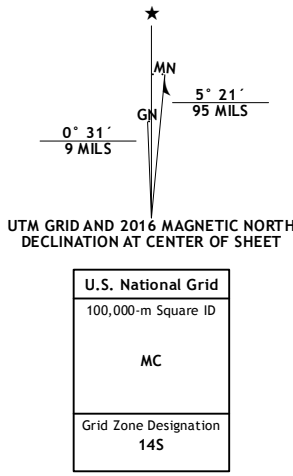 MN
GN
5° 21´
95 MILS
0° 31´
9 MILS
UTM GRID AND 2016 MAGNETIC NORTH
DECLINATION AT CENTER OF SHEET
U.S. National Grid
100,000-m Square ID
MC
Grid Zone Designation
14S